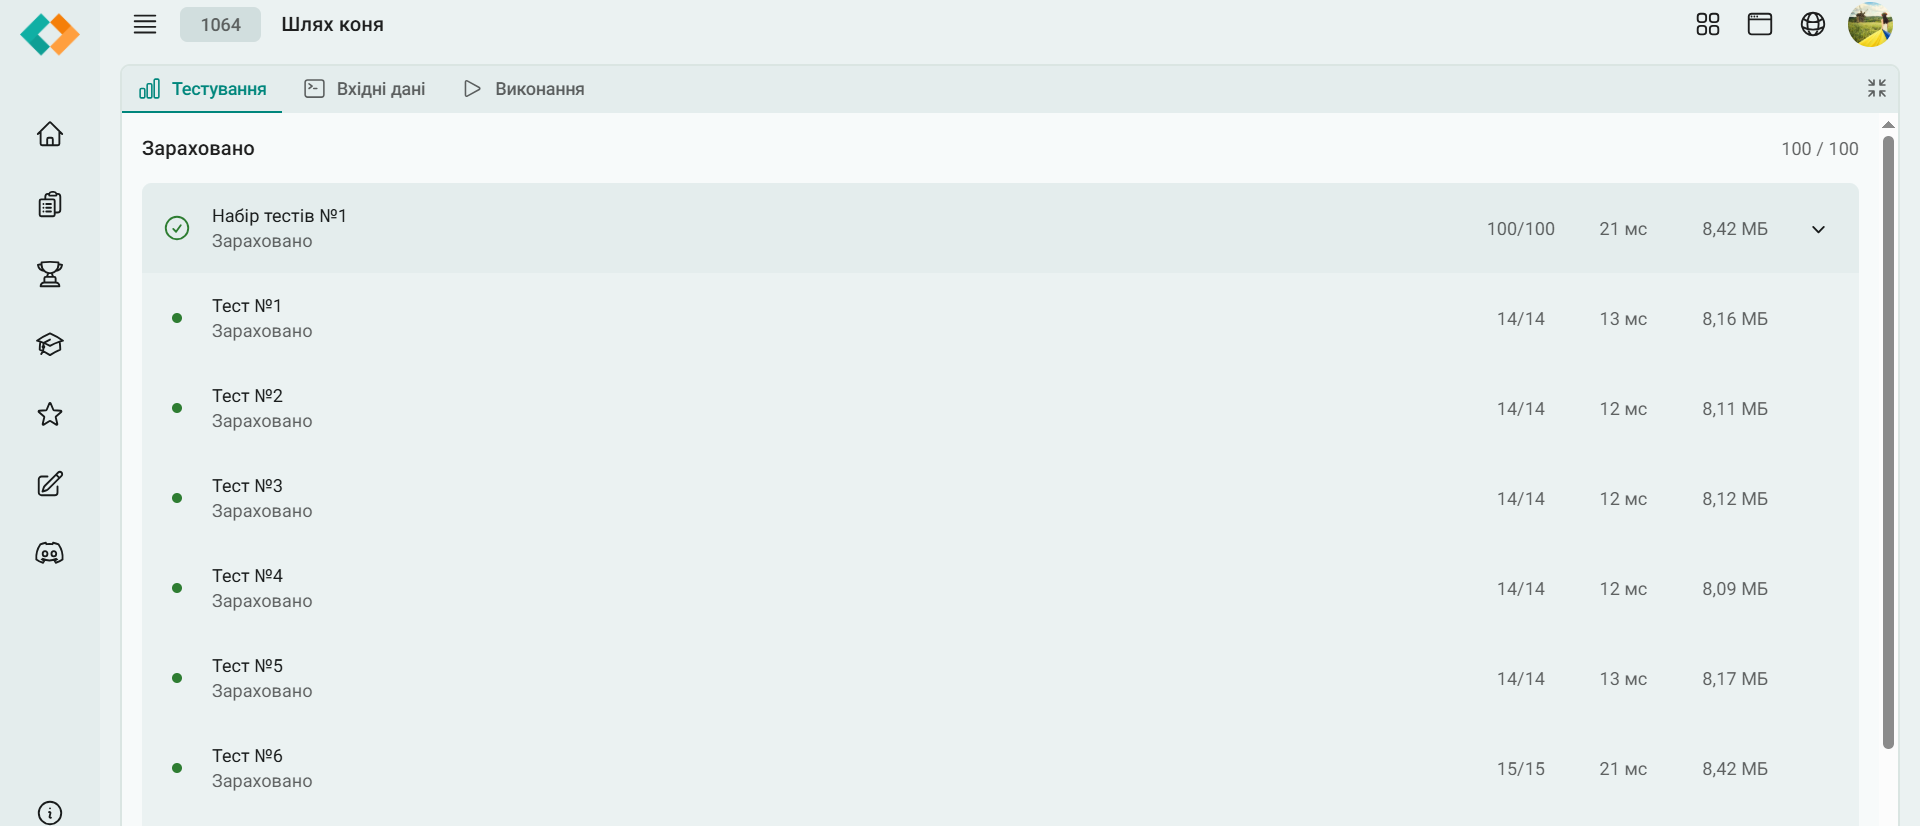 1064 Шлях коня
Тестування Вхідні дані Виконання
Зараховано 100 / 100
Набір тестів №1
Зараховано
100/100 21 мс 8,42 МБ
Тест №1
Зараховано
14/14 13 мс 8,16 МБ
Тест №2
Зараховано
14/14 12 мс 8,11 МБ
Тест №3
Зараховано
14/14 12 мс 8,12 МБ
Тест №4
Зараховано
14/14 12 мс 8,09 МБ
Тест №5
Зараховано
14/14 13 мс 8,17 МБ
Тест №6
Зараховано
15/15 21 мс 8,42 МБ